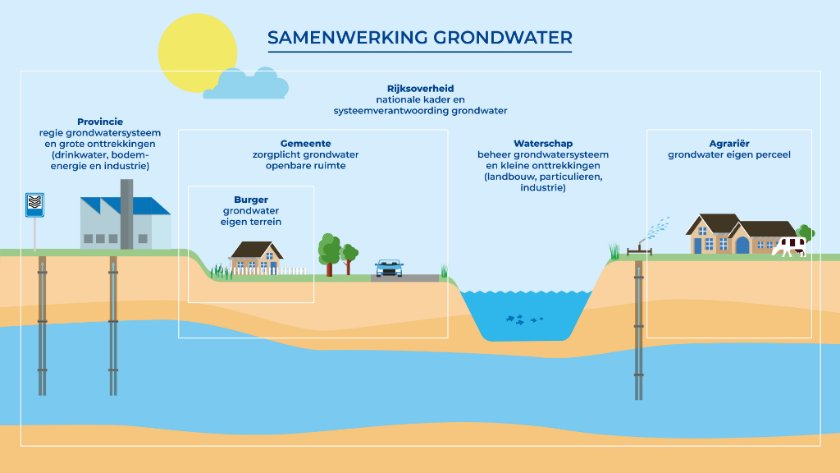 SAMENWERKING GRONDWATER
Rijksoverheid
nationale kader en
systeemverantwoording grondwater
Provincie
regie grondwatersysteem
en grote onttrekkingen
(drinkwater, bodem-
energie en industrie)
Gemeente
zorgplicht grondwater
openbare ruimte
Burger
grondwater
eigen terrein
Waterschap
beheer grondwatersysteem
en kleine onttrekkingen
(landbouw, particulieren,
industrie)
Agrariër
grondwater eigen perceel